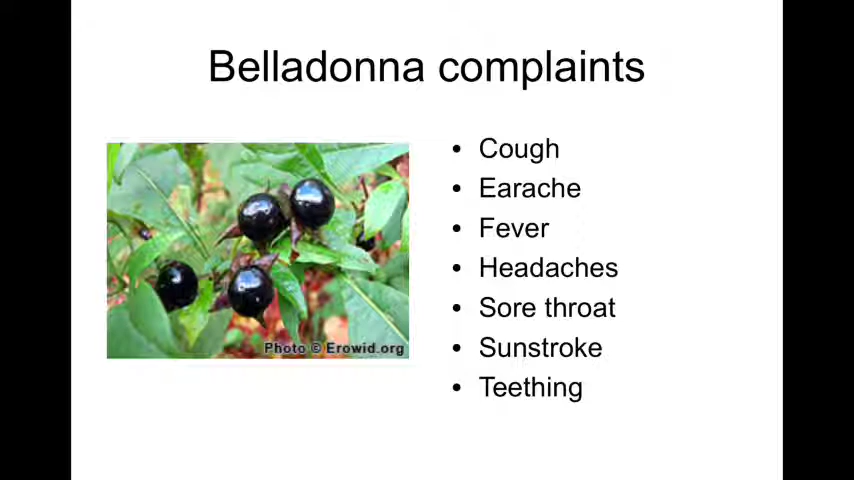 Belladonna complaints
• Cough
• Earache
• Fever
• Headaches
• Sore throat
• Sunstroke
• Teething
Photo © Erowid.org